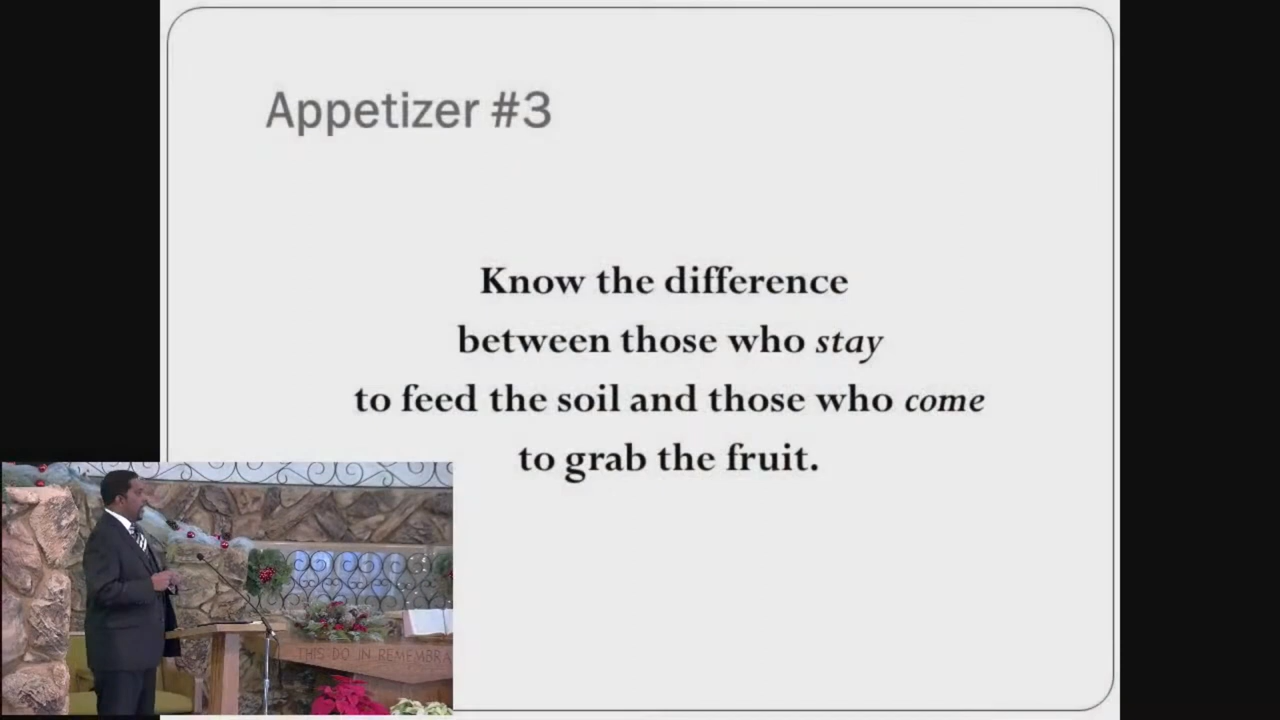 Appetizer #3
Know the difference
between those who stay
to feed the soil and those who come
to grab the fruit.
THIS DO IN REMEMBRA